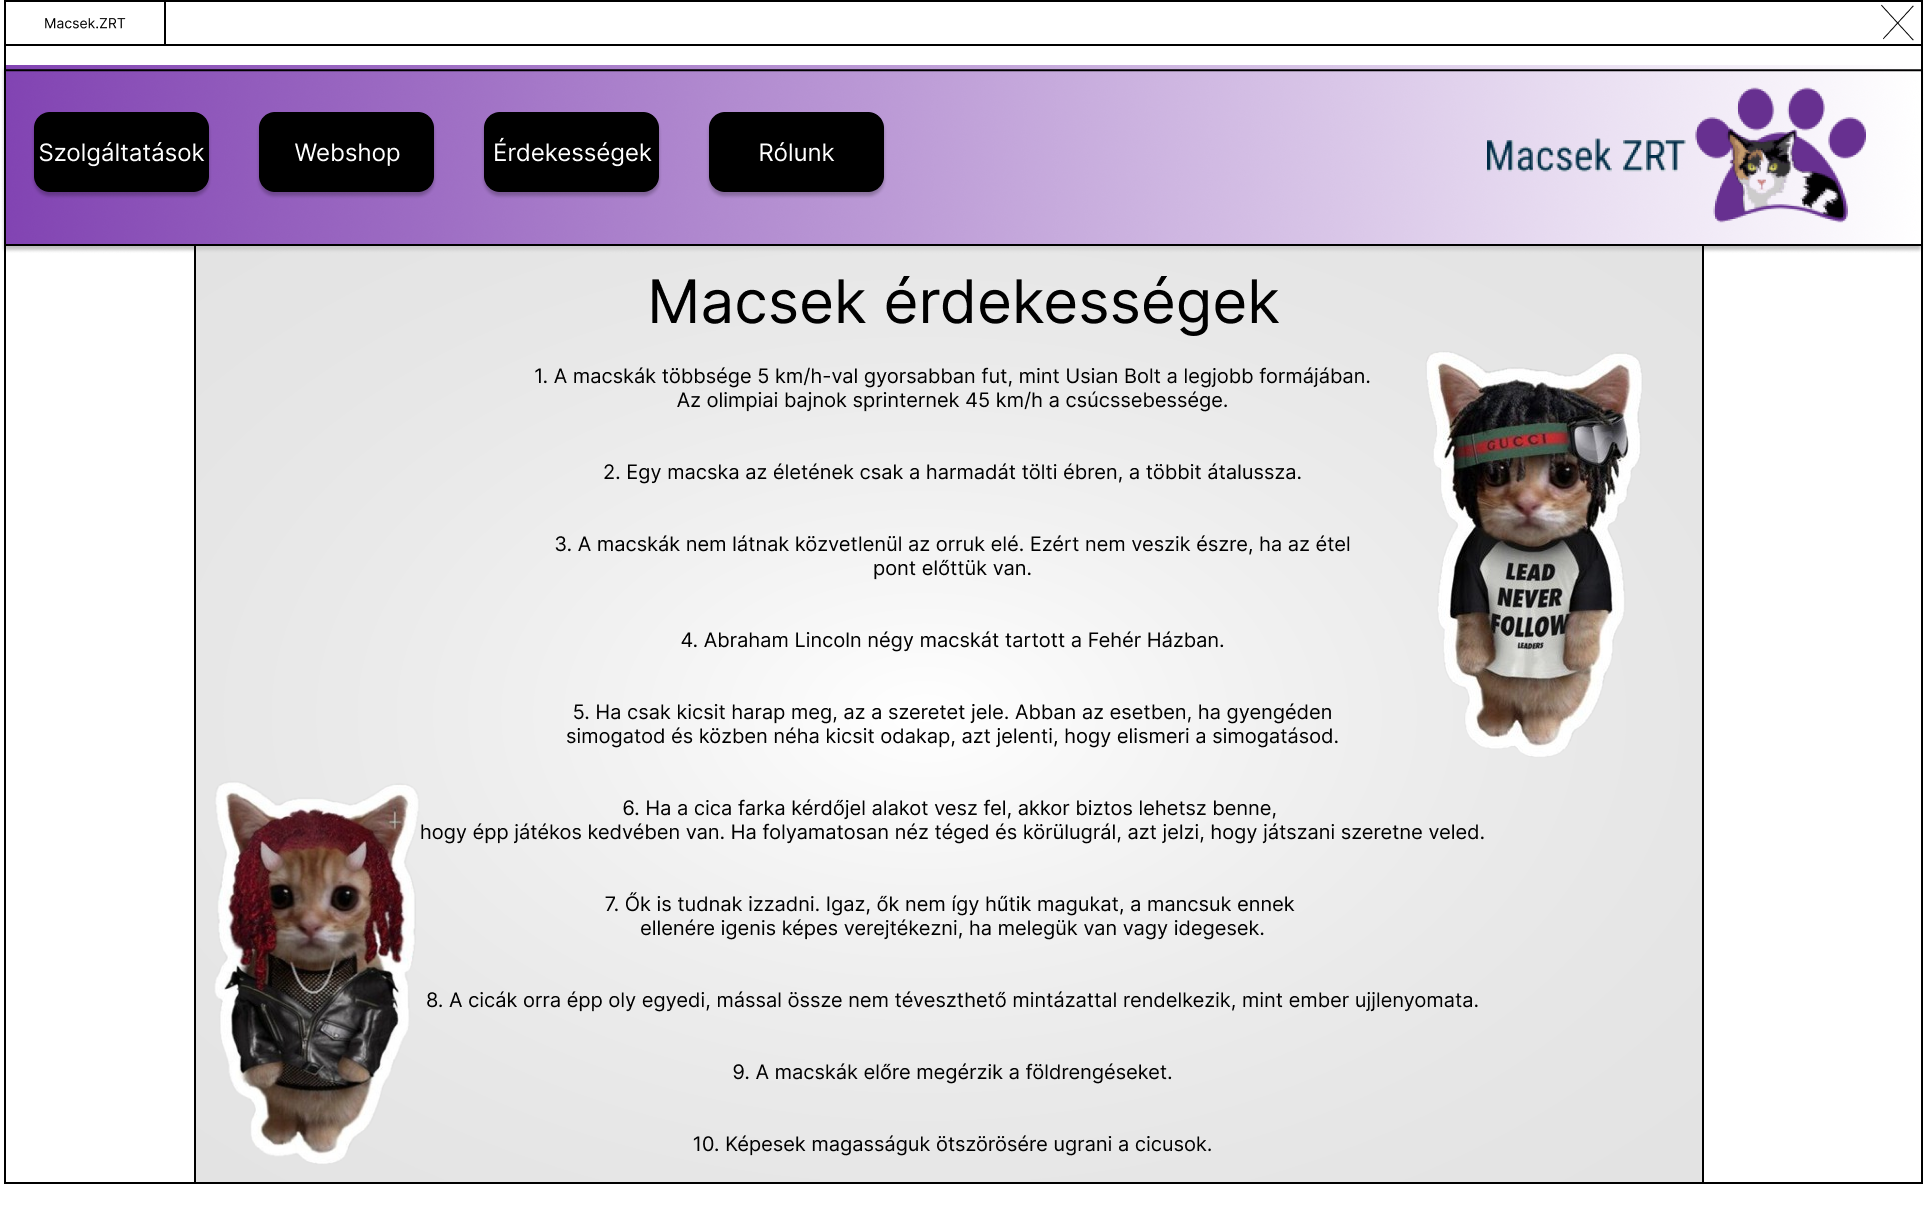 Macsek.ZRT
Szolgáltatások
Webshop
Érdekességek
Rólunk
Macsek ZRT
Macsek érdekességek
1. A macskák többsége 5 km/h-val gyorsabban fut, mint Usian Bolt a legjobb formájában.
Az olimpiai bajnok sprinternek 45 km/h a csúcssebessége.
2. Egy macska az életének csak a harmadát tölti ébren, a többit átalussza.
3. A macskák nem látnak közvetlenül az orruk elé. Ezért nem veszik észre, ha az étel
pont előttük van.
4. Abraham Lincoln négy macskát tartott a Fehér Házban.
5. Ha csak kicsit harap meg, az a szeretet jele. Abban az esetben, ha gyengéden
simogatod és közben néha kicsit odakap, azt jelenti, hogy elismeri a simogatásod.
6. Ha a cica farka kérdőjel alakot vesz fel, akkor biztos lehetsz benne,
hogy épp játékos kedvében van. Ha folyamatosan néz téged és körülugrál, azt jelzi, hogy játszani szeretne veled.
7. Ők is tudnak izzadni. Igaz, ők nem így hűtik magukat, a mancsuk ennek
ellenére igenis képes verejtékezni, ha melegük van vagy idegesek.
8. A cicák orra épp oly egyedi, mással össze nem téveszthető mintázattal rendelkezik, mint ember ujjlenyomata.
9. A macskák előre megérzik a földrengéseket.
10. Képesek magasságuk ötszörösére ugrani a cicusok.
GUCCI
LEAD
NEVER
FOLLOW
LEADERS